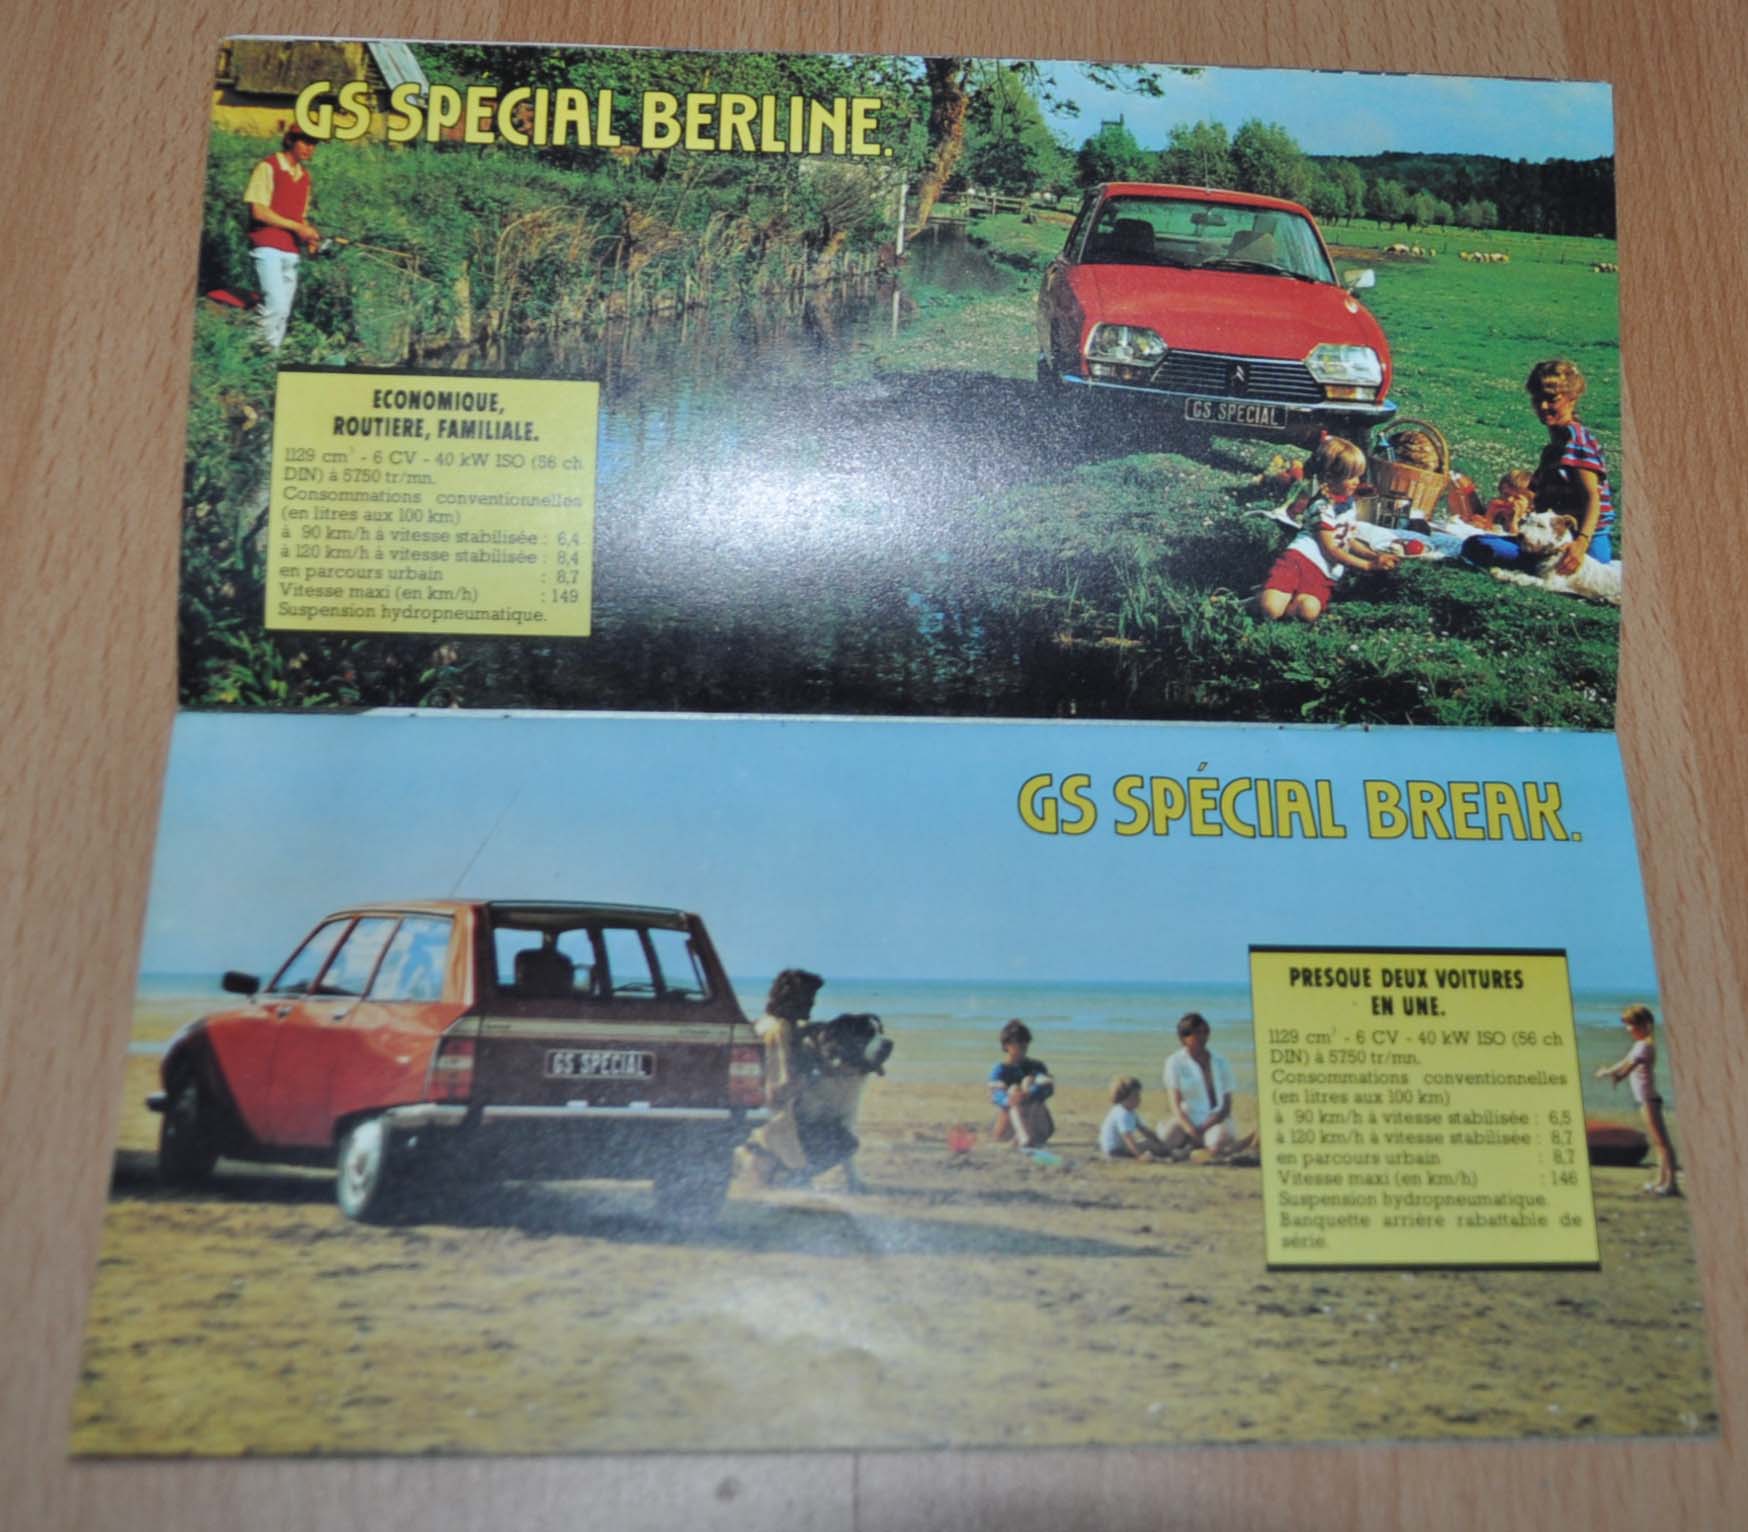 GS SPECIAL BERLINE.
ECONOMIQUE,
ROUTIERE, FAMILIALE.
1129 cm³ - 6 CV - 40 kW ISO (56 ch
DIN) à 5750 tr/mn.
Consommations conventionnelles
(en litres aux 100 km)
à 90 km/h à vitesse stabilisée : 6,4
à 120 km/h à vitesse stabilisée : 8,4
en parcours urbain : 8,7
Vitesse maxi (en km/h) : 149
Suspension hydropneumatique.
GS SPECIAL
GS SPÉCIAL BREAK.
PRESQUE DEUX VOITURES
EN UNE.
1129 cm³ - 6 CV - 40 kW ISO (56 ch
DIN) à 5750 tr/mn.
Consommations conventionnelles
(en litres aux 100 km)
à 90 km/h à vitesse stabilisée : 6,5
à 120 km/h à vitesse stabilisée : 8,7
en parcours urbain : 8,7
Vitesse maxi (en km/h) : 146
Suspension hydropneumatique.
Banquette arrière rabattable de
série.
GS SPECIAL